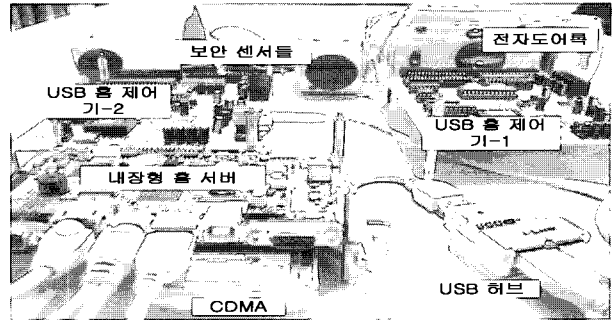 보안 센서들
전자도어록
USB 홈 제어
기-2
USB 홈 제어
기-1
내장형 홈 서버
USB 허브
CDMA